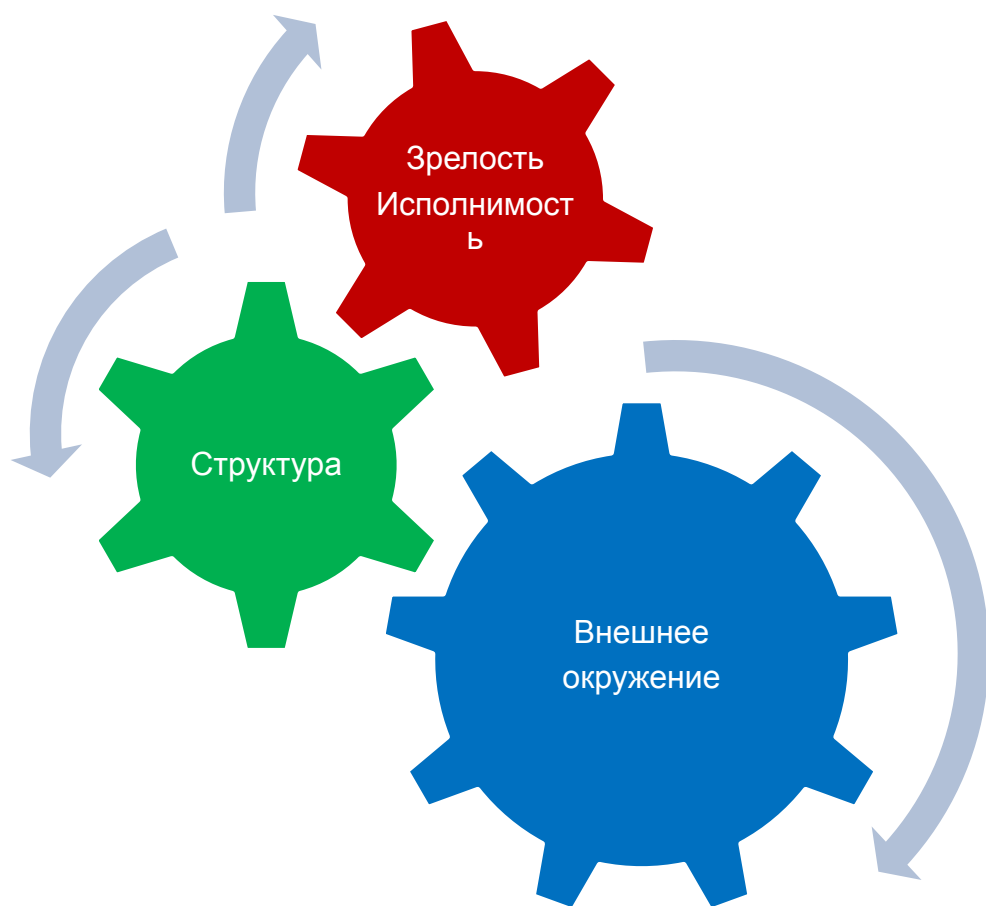 Зрелость
Исполнимост
ь
Структура
Внешнее
окружение